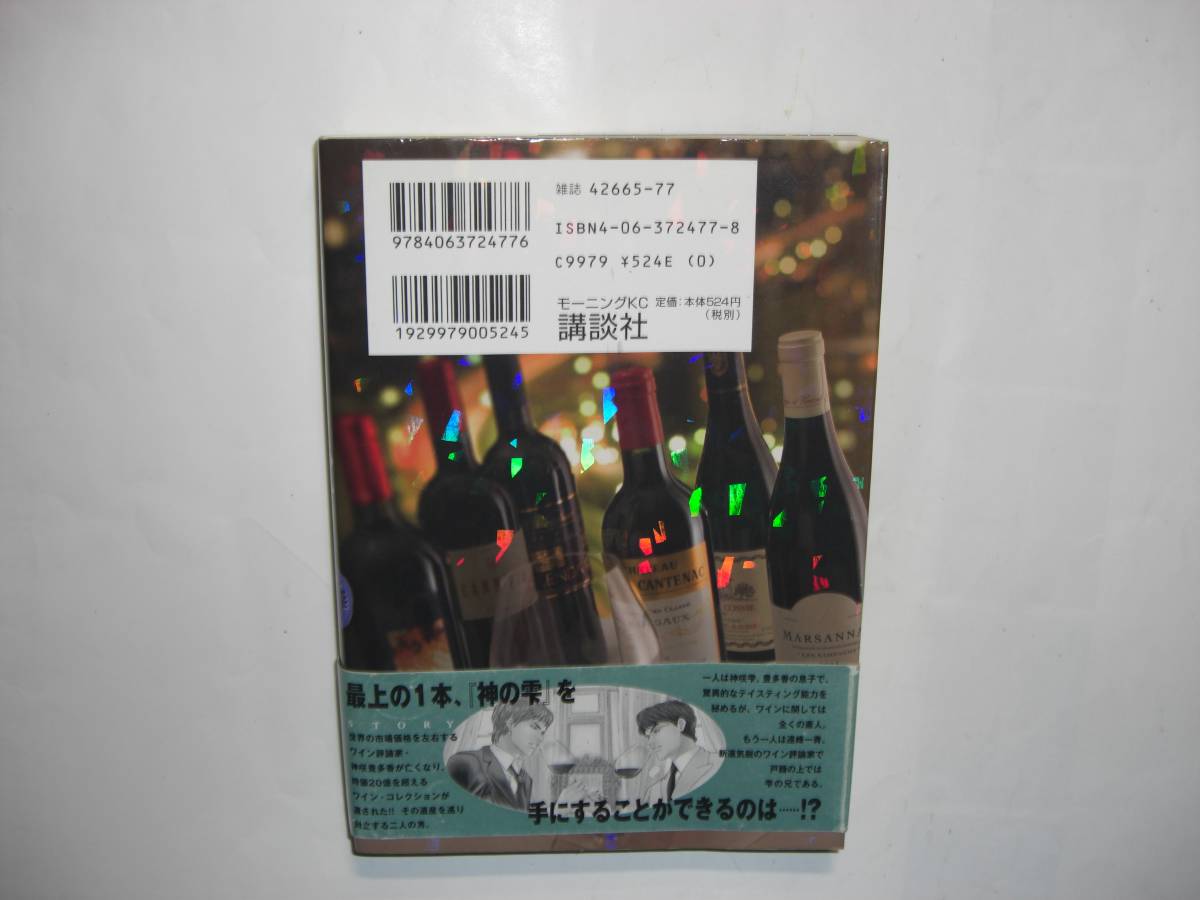 雑誌 42665-77
9784063724776
ISBN4-06-372477-8
C9979 ¥524E (0)
1929979005245
モーニングKC 定価:本体524円
(税別)
講談社
CHATEAU
CANTENAC
MARSANNA
最上の1本、『神の雫』を
STORY
世界の市場価格を左右する
ワイン評論家・
神咲豊多香が亡くなり、
時価20億を超える
ワイン・コレクションが
遺された!! その遺産を巡り
対立する二人の男。
一人は神咲雫。豊多香の息子で、
驚異的なテイスティング能力を
秘めるが、ワインに関しては
全くの素人。
もう一人は遠峰一青。
新進気鋭のワイン評論家で
戸籍の上では
雫の兄である。
手にすることができるのは……!?